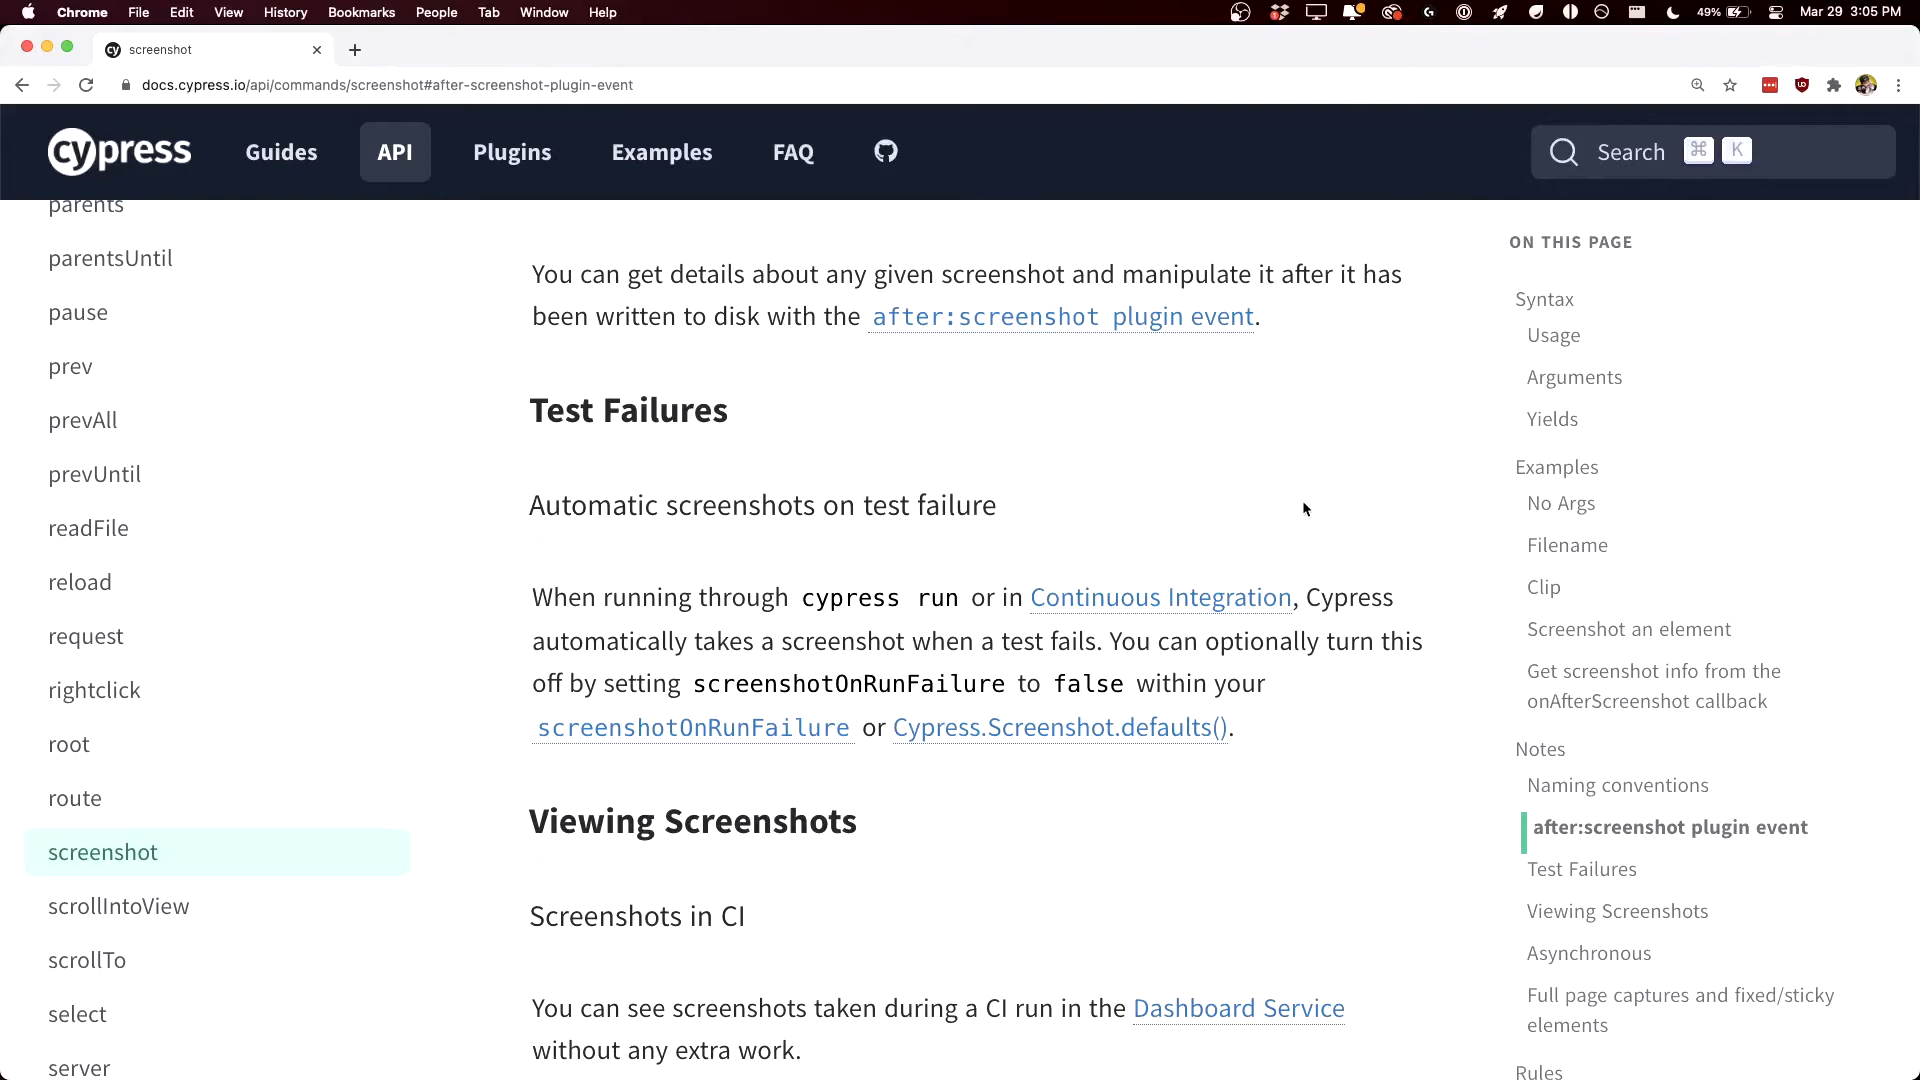 Chrome File Edit View History Bookmarks People Tab Window Help 49% Mar 29 3:05 PM
screenshot
docs.cypress.io/api/commands/screenshot#after-screenshot-plugin-event
cypress Guides API Plugins Examples FAQ Search ⌘ K
parents
parentsUntil
pause
prev
prevAll
prevUntil
readFile
reload
request
rightclick
root
route
screenshot
scrollIntoView
scrollTo
select
server
You can get details about any given screenshot and manipulate it after it has
been written to disk with the after:screenshot plugin event.
Test Failures
Automatic screenshots on test failure
When running through cypress run or in Continuous Integration, Cypress
automatically takes a screenshot when a test fails. You can optionally turn this
off by setting screenshotOnRunFailure to false within your
screenshotOnRunFailure or Cypress.Screenshot.defaults().
Viewing Screenshots
Screenshots in CI
You can see screenshots taken during a CI run in the Dashboard Service
without any extra work.
ON THIS PAGE
Syntax
Usage
Arguments
Yields
Examples
No Args
Filename
Clip
Screenshot an element
Get screenshot info from the
onAfterScreenshot callback
Notes
Naming conventions
after:screenshot plugin event
Test Failures
Viewing Screenshots
Asynchronous
Full page captures and fixed/sticky
elements
Rules